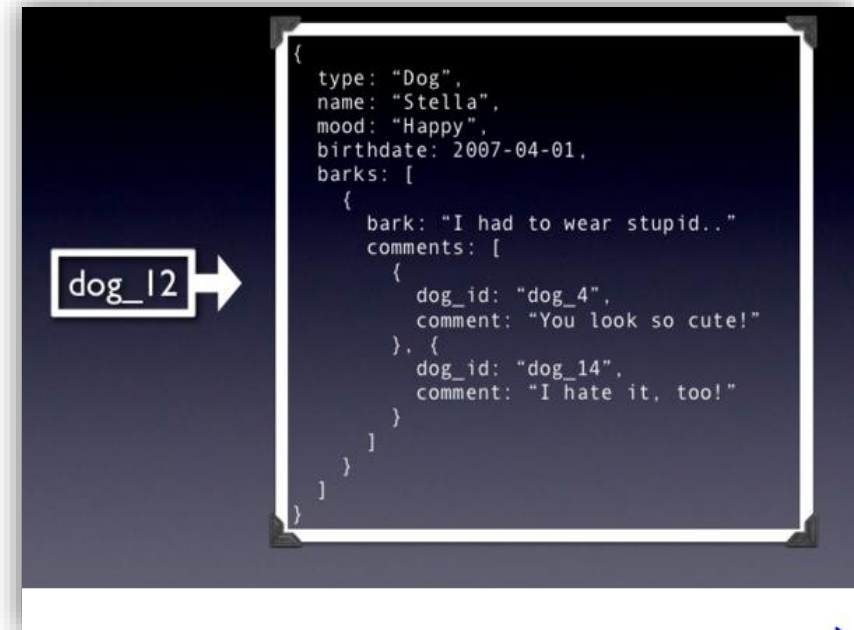 {
type: “Dog”,
name: “Stella”,
mood: “Happy”,
birthdate: 2007-04-01,
barks: [
{
bark: “I had to wear stupid..”
comments: [
{
dog_id: “dog_4”,
comment: “You look so cute!”
}, {
dog_id: “dog_14”,
comment: “I hate it, too!”
}
]
}
]
}
dog_12